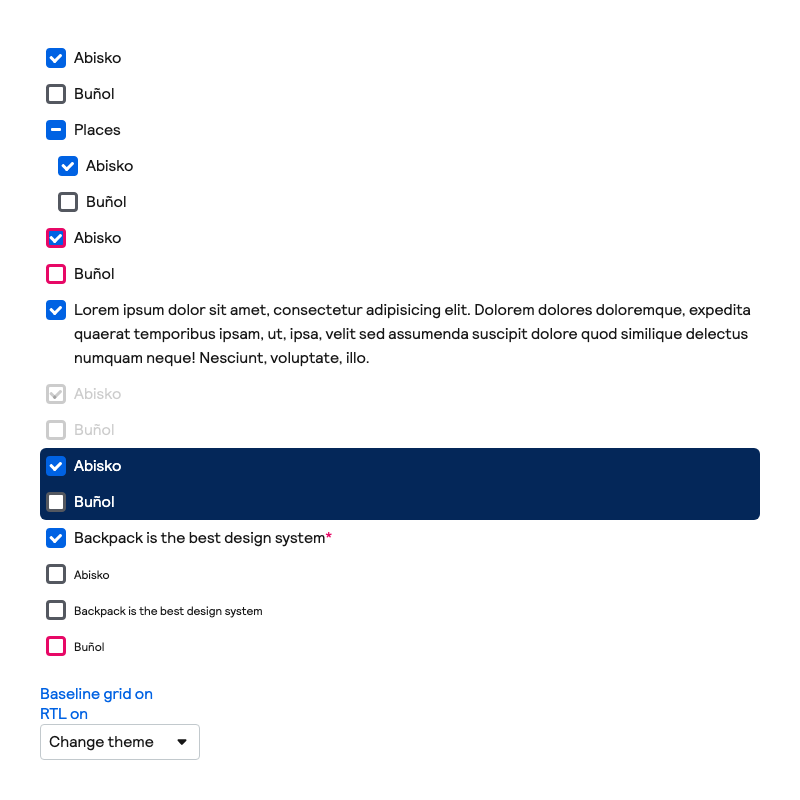 Abisko
Buñol
Places
Abisko
Buñol
Abisko
Buñol
Lorem ipsum dolor sit amet, consectetur adipisicing elit. Dolorem dolores doloremque, expedita
quaerat temporibus ipsam, ut, ipsa, velit sed assumenda suscipit dolore quod similique delectus
numquam neque! Nesciunt, voluptate, illo.
Abisko
Buñol
Abisko
Buñol
Backpack is the best design system*
Abisko
Backpack is the best design system
Buñol
Baseline grid on
RTL on
Change theme